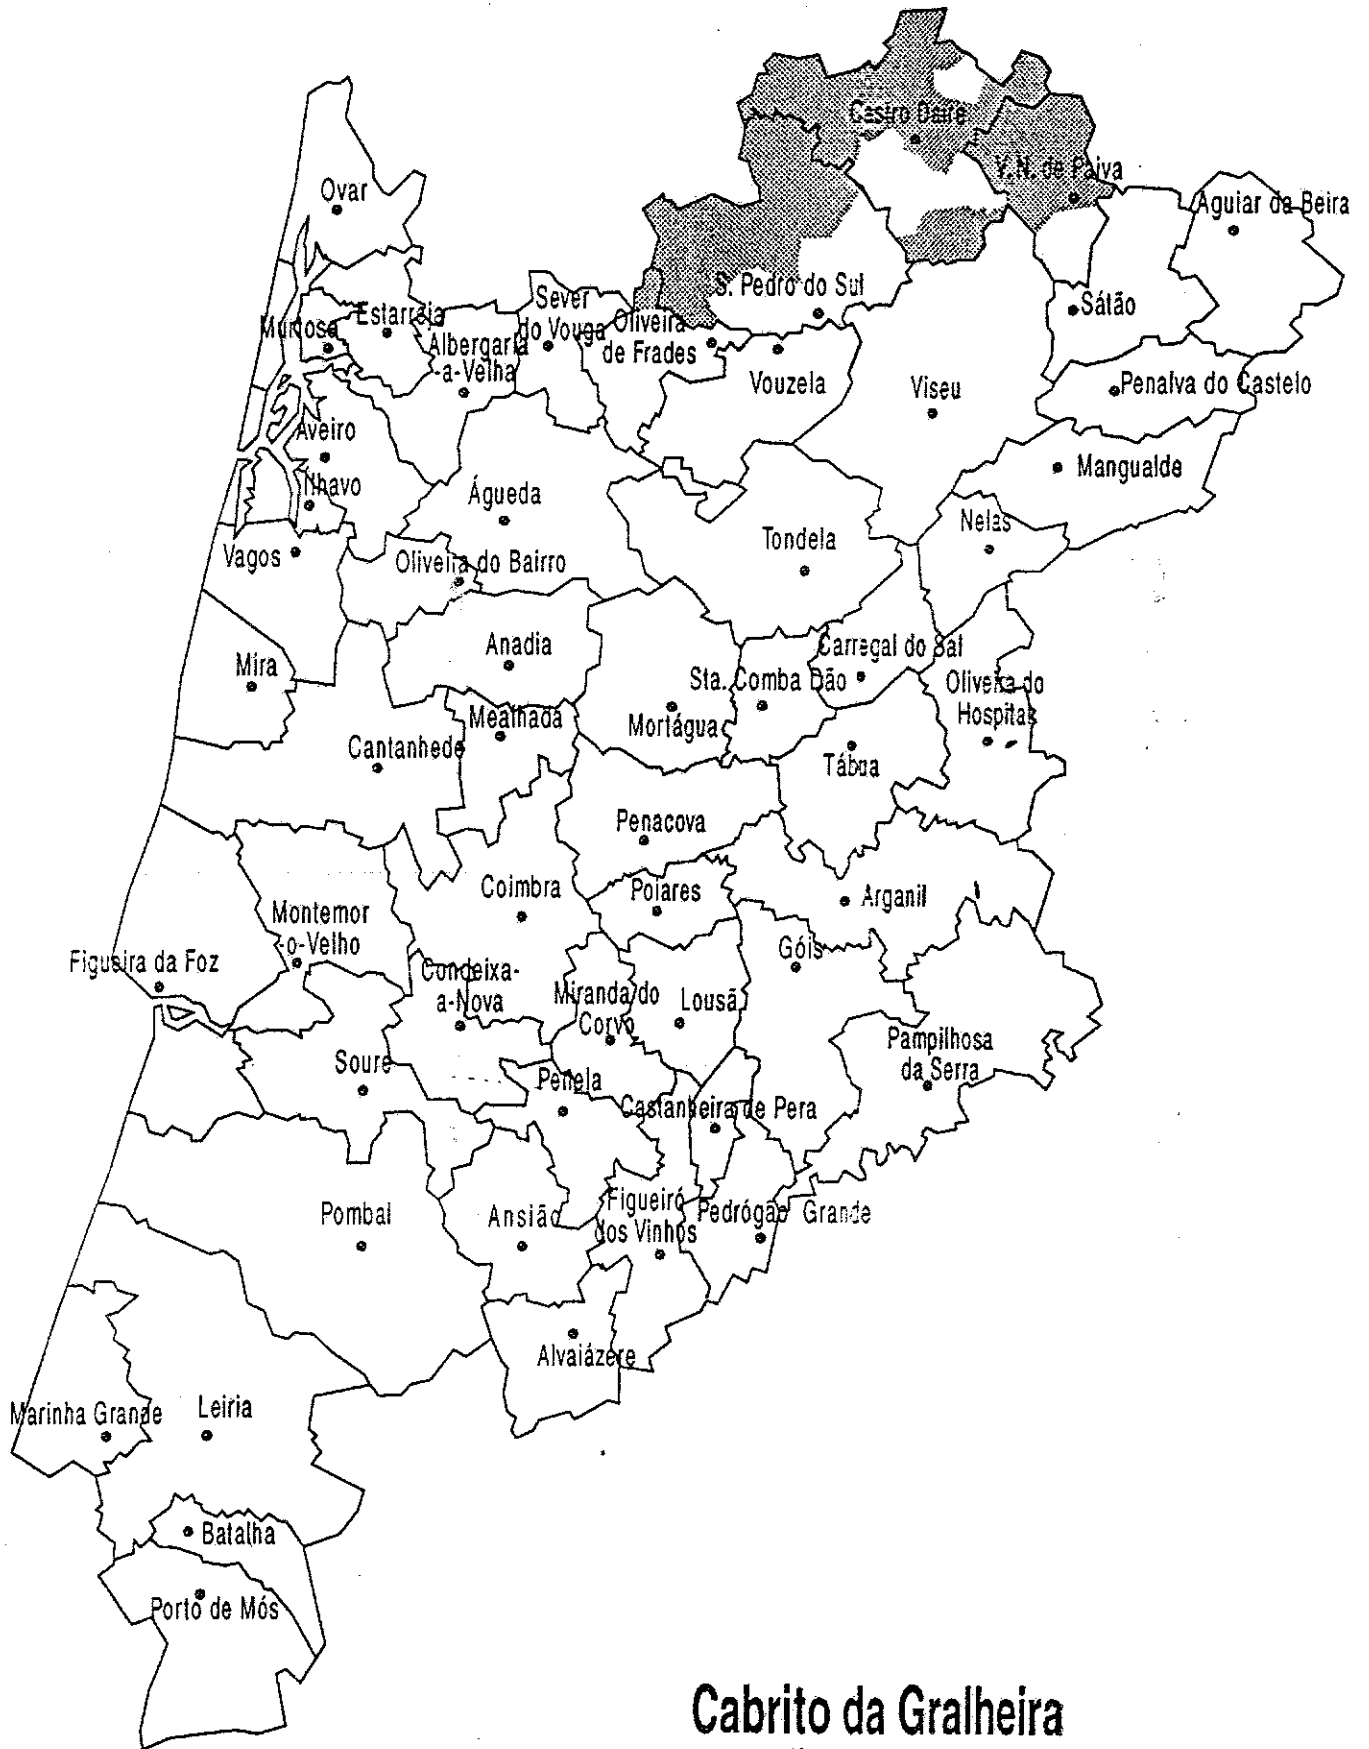 Castro Daire
V.N. de Paiva
Ovar
Aguiar da Beira
S. Pedro do Sul
Sever
do Vouga
Sátão
Murtosa
Estarreja
Oliveira
de Frades
Albergaria
-a-Velha
Vouzela
Viseu
Penalva do Castelo
Aveiro
Mangualde
Ílhavo
Águeda
Nelas
Tondela
Vagos
Oliveira do Bairro
Anadia
Carregal do Sal
Mira
Sta. Comba Dão
Oliveira do
Hospital
Mealhada
Mortágua
Cantanhede
Tábua
Penacova
Coimbra
Poiares
Arganil
Montemor
-o-Velho
Góis
Figueira da Foz
Condeixa-
a-Nova
Miranda do
Corvo
Lousã
Pampilhosa
da Serra
Soure
Penela
Castanheira de Pera
Pombal
Ansião
Figueiró
dos Vinhos
Pedrógão Grande
Alvaiázere
Marinha Grande
Leiria
Batalha
Porto de Mós
Cabrito da Gralheira